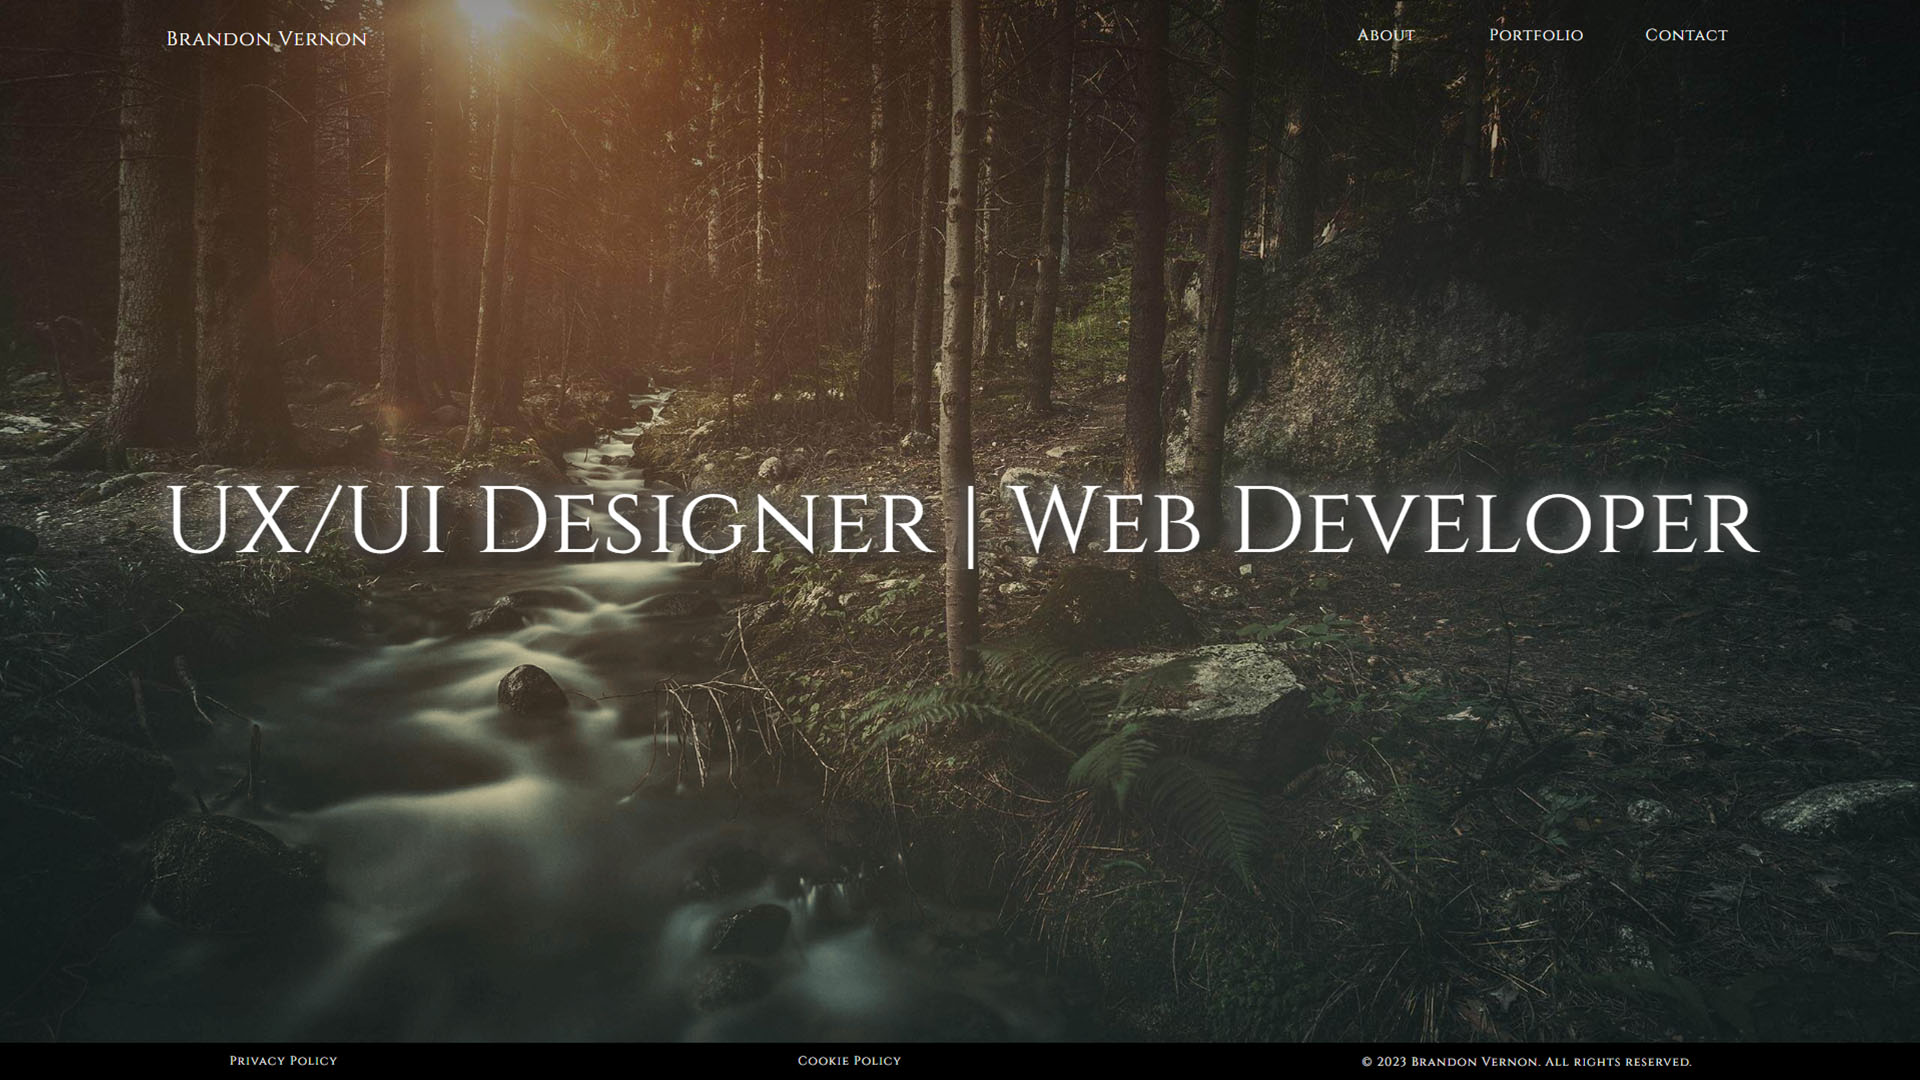 Brandon Vernon
About
Portfolio
Contact
UX/UI Designer | Web Developer
Privacy Policy
Cookie Policy
© 2023 Brandon Vernon. All rights reserved.